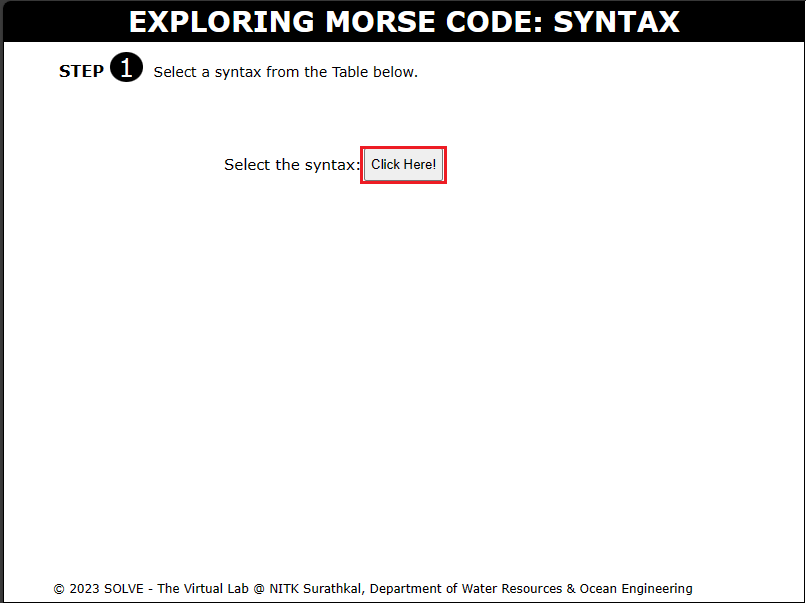 EXPLORING MORSE CODE: SYNTAX
STEP 1 Select a syntax from the Table below.
Select the syntax: Click Here!
© 2023 SOLVE - The Virtual Lab @ NITK Surathkal, Department of Water Resources & Ocean Engineering